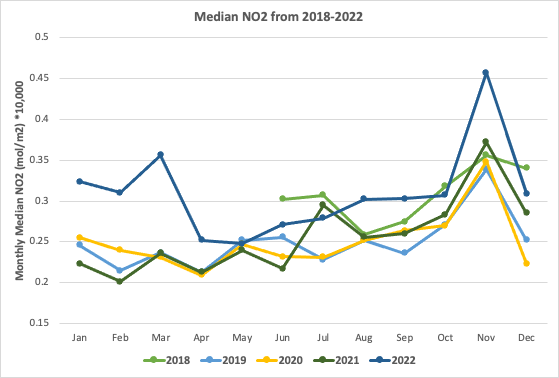 Median NO2 from 2018-2022
Monthly Median NO2 (mol/ m2) *10,000
0.5
0.45
0.4
0.35
0.3
0.25
0.2
0.15
Jan Feb Mar Apr May Jun Jul Aug Sep Oct Nov Dec
2018 2019 2020 2021 2022